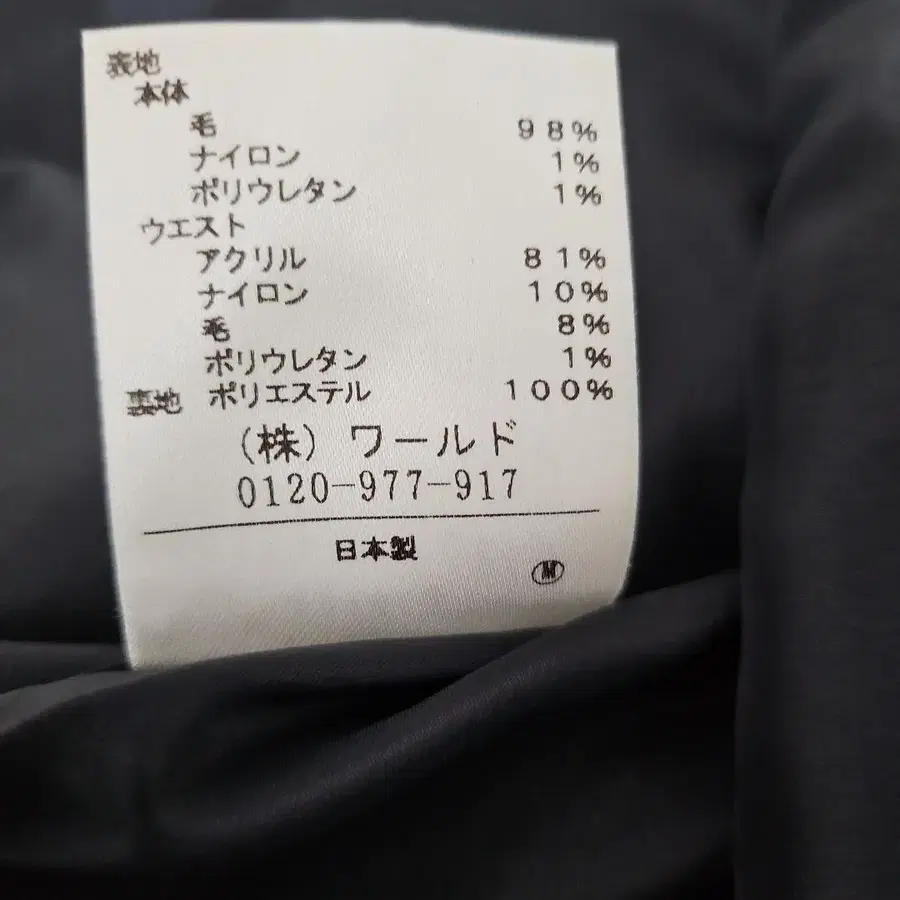 表地
本体
毛 98%
ナイロン 1%
ポリウレタン 1%
ウエスト
アクリル 81%
ナイロン 10%
毛 8%
ポリウレタン 1%
裏地 ポリエステル 100%
(株) ワールド
0120-977-917
日本製
M